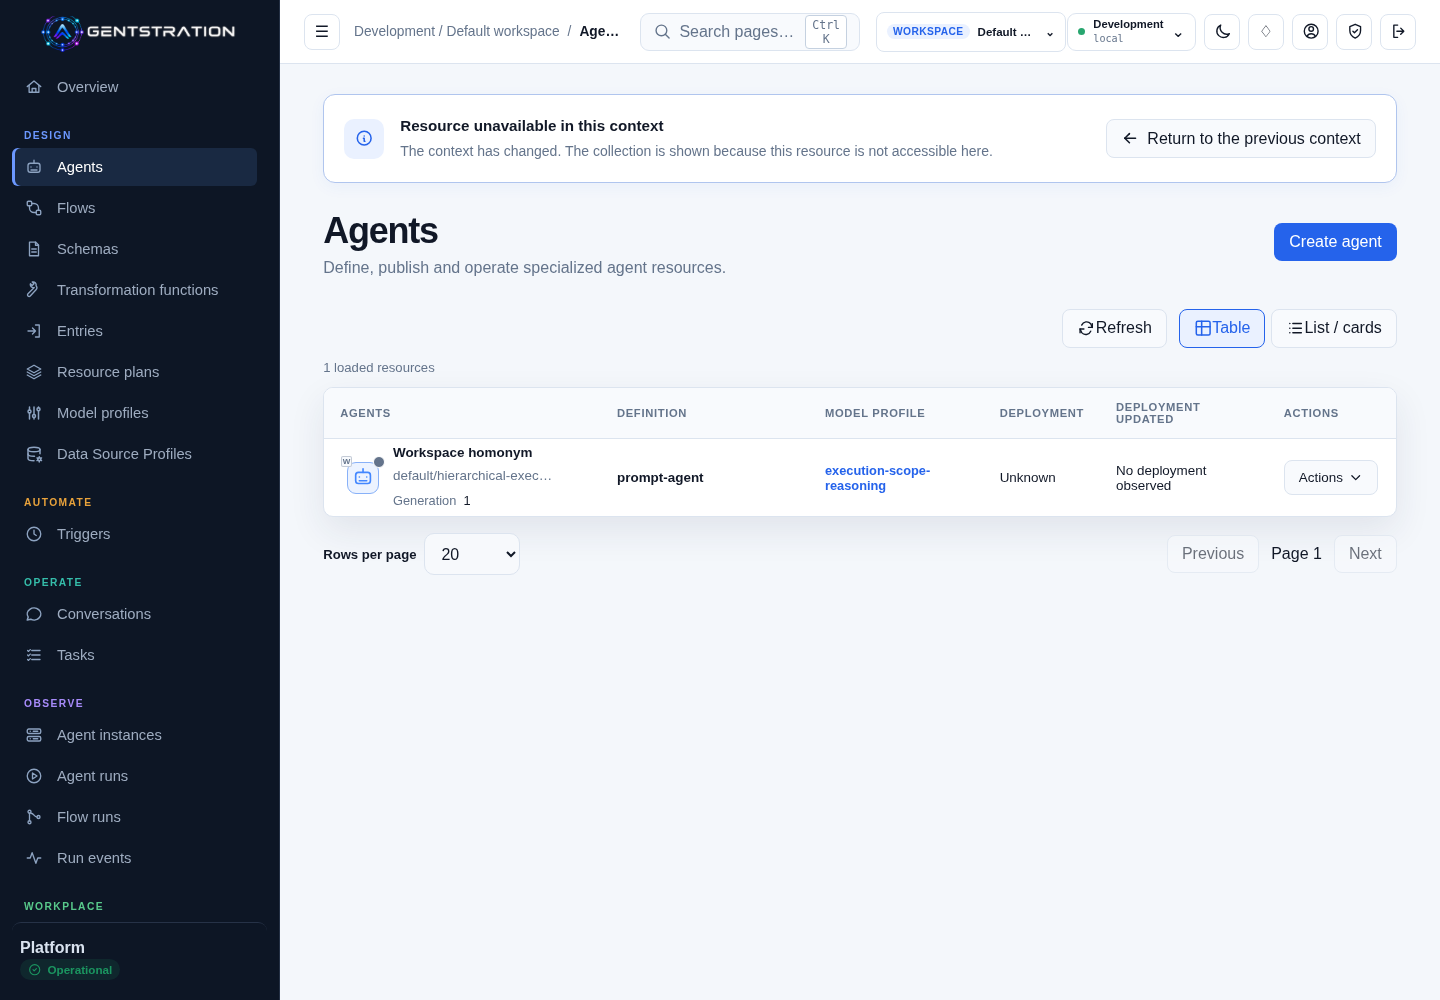 GENTSTRATION
Overview
DESIGN
Agents
Flows
Schemas
Transformation functions
Entries
Resource plans
Model profiles
Data Source Profiles
AUTOMATE
Triggers
OPERATE
Conversations
Tasks
OBSERVE
Agent instances
Agent runs
Flow runs
Run events
WORKPLACE
Platform
Operational
Development / Default workspace / Age...
Search pages...
Ctrl
K
WORKSPACE Default ...
Development
local
Resource unavailable in this context
The context has changed. The collection is shown because this resource is not accessible here.
Return to the previous context
Agents
Define, publish and operate specialized agent resources.
Create agent
Refresh
Table
List / cards
1 loaded resources
AGENTS DEFINITION MODEL PROFILE DEPLOYMENT DEPLOYMENT
UPDATED ACTIONS
W
Workspace homonym
default/hierarchical-exec...
Generation 1
prompt-agent
execution-scope-
reasoning
Unknown
No deployment
observed
Actions
Rows per page 20
Previous Page 1 Next